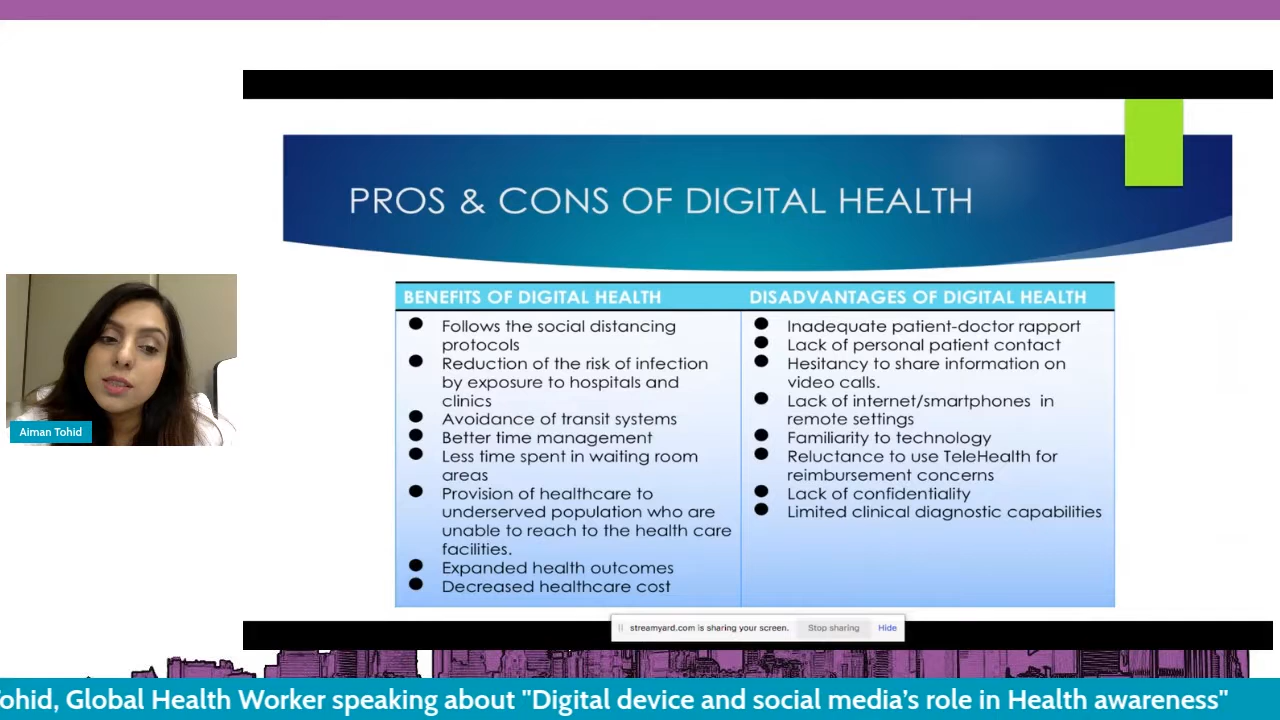 PROS & CONS OF DIGITAL HEALTH
BENEFITS OF DIGITAL HEALTH
Follows the social distancing
protocols
Reduction of the risk of infection
by exposure to hospitals and
clinics
Avoidance of transit systems
Better time management
Less time spent in waiting room
areas
Provision of healthcare to
underserved population who are
unable to reach to the health care
facilities.
Expanded health outcomes
Decreased healthcare cost
DISADVANTAGES OF DIGITAL HEALTH
Inadequate patient-doctor rapport
Lack of personal patient contact
Hesitancy to share information on
video calls.
Lack of internet/smartphones in
remote settings
Familiarity to technology
Reluctance to use TeleHealth for
reimbursement concerns
Lack of confidentiality
Limited clinical diagnostic capabilities
Aiman Tohid
streamyard.com is sharing your screen. Stop sharing Hide
ohid, Global Health Worker speaking about "Digital device and social media’s role in Health awareness"